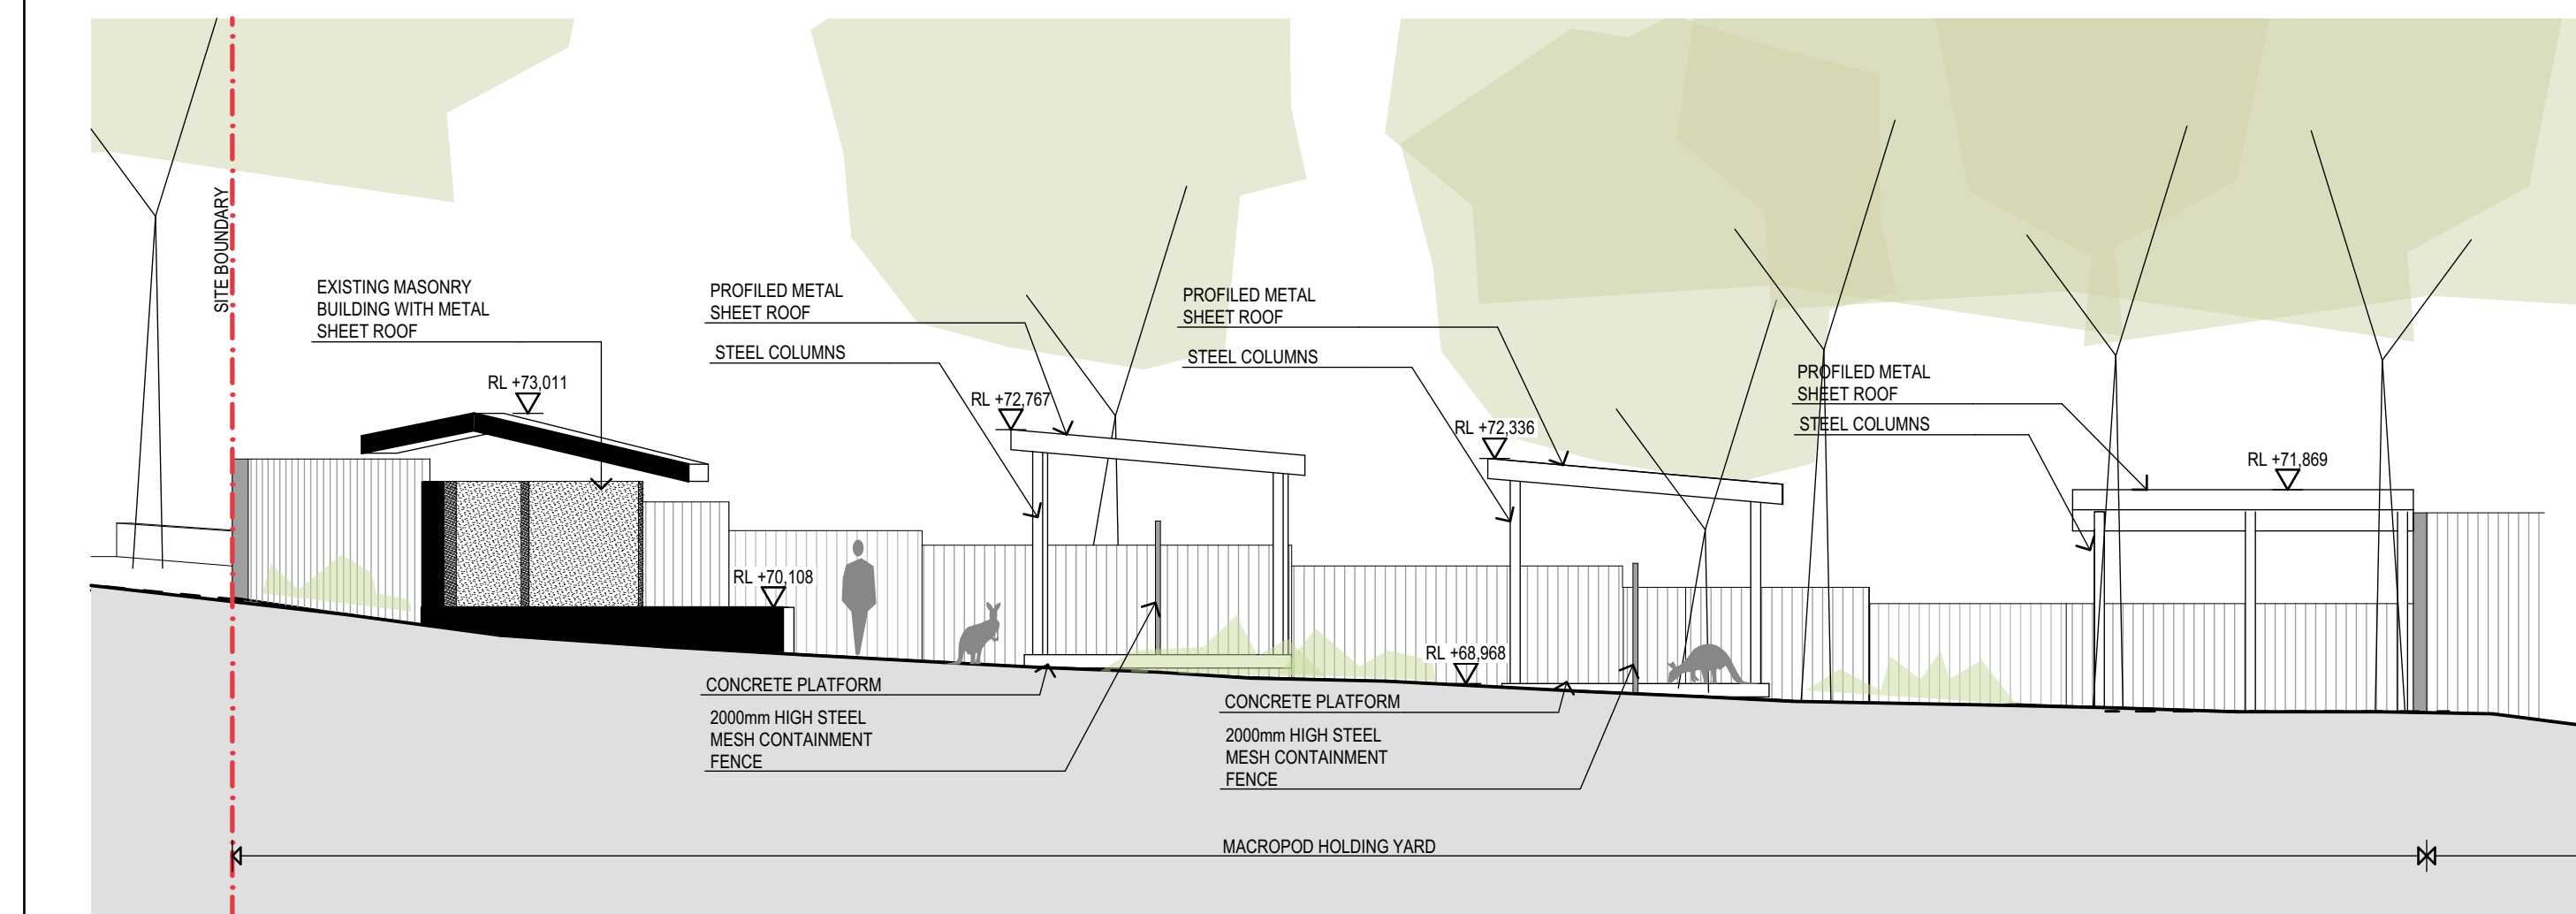 SITE BOUNDARY
EXISTING MASONRY
BUILDING WITH METAL
SHEET ROOF
RL +73,011
PROFILED METAL
SHEET ROOF
STEEL COLUMNS
RL +72,767
RL +70,108
PROFILED METAL
SHEET ROOF
STEEL COLUMNS
RL +72,336
RL +68,968
PROFILED METAL
SHEET ROOF
STEEL COLUMNS
RL +71,869
CONCRETE PLATFORM
2000mm HIGH STEEL
MESH CONTAINMENT
FENCE
CONCRETE PLATFORM
2000mm HIGH STEEL
MESH CONTAINMENT
FENCE
MACROPOD HOLDING YARD